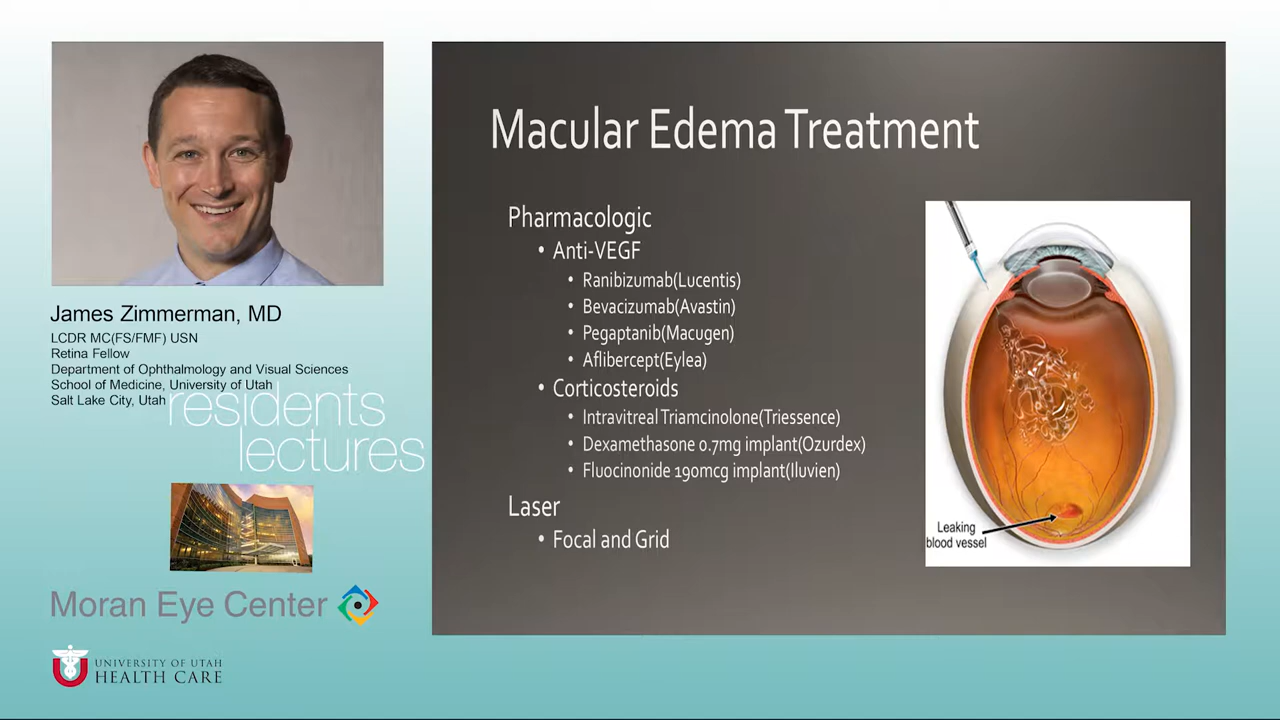 James Zimmerman, MD
LCDR MC(FS/FMF) USN
Retina Fellow
Department of Ophthalmology and Visual Sciences
School of Medicine, University of Utah
Salt Lake City, Utah
residents
lectures
Moran Eye Center
UNIVERSITY OF UTAH
HEALTH CARE
Macular Edema Treatment
Pharmacologic
• Anti-VEGF
• Ranibizumab(Lucentis)
• Bevacizumab(Avastin)
• Pegaptanib(Macugen)
• Aflibercept(Eylea)
• Corticosteroids
• Intravitreal Triamcinolone(Triessence)
• Dexamethasone 0.7mg implant(Ozurdex)
• Fluocinonide 190mcg implant(Iluvien)
Laser
• Focal and Grid
Leaking
blood vessel